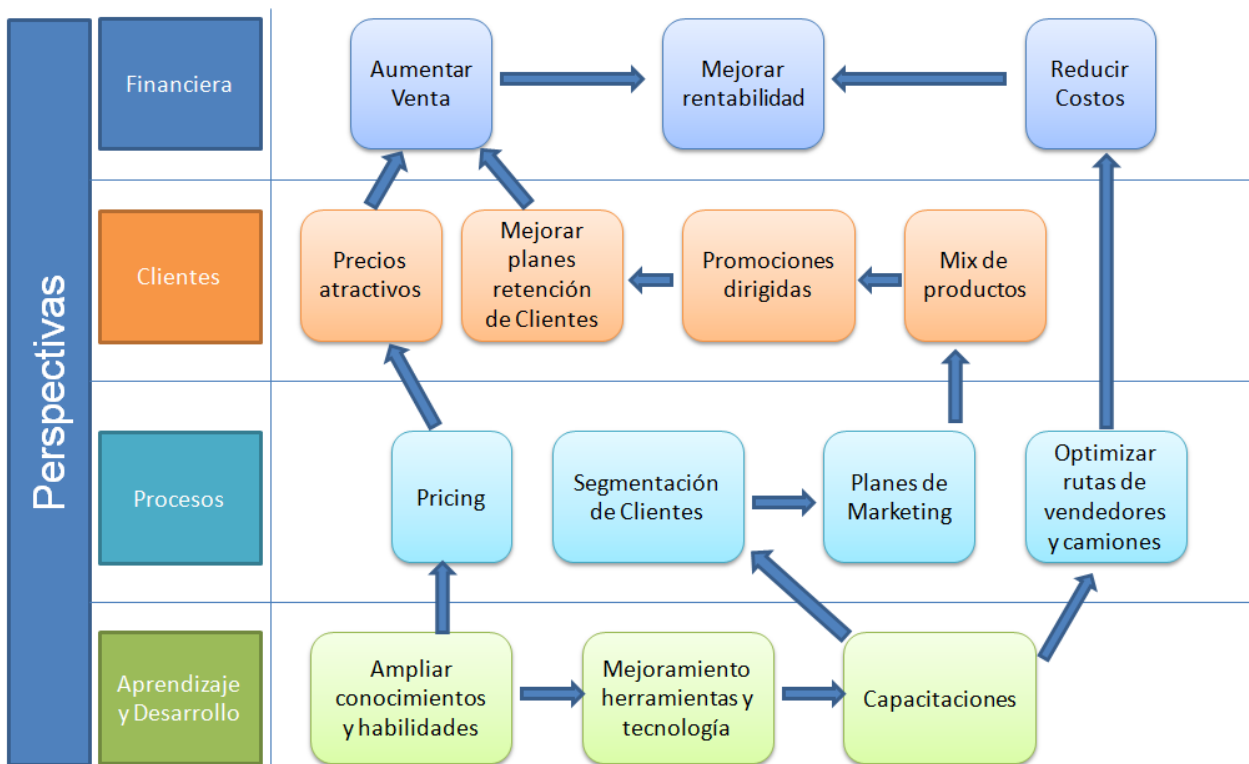 Perspectivas
Financiera
Aumentar
Venta
Mejorar
rentabilidad
Reducir
Costos
Clientes
Precios
atractivos
Mejorar
planes
retención
de Clientes
Promociones
dirigidas
Mix de
productos
Procesos
Pricing
Segmentación
de Clientes
Planes de
Marketing
Optimizar
rutas de
vendedores
y camiones
Aprendizaje
y Desarrollo
Ampliar
conocimientos
y habilidades
Mejoramiento
herramientas y
tecnología
Capacitaciones